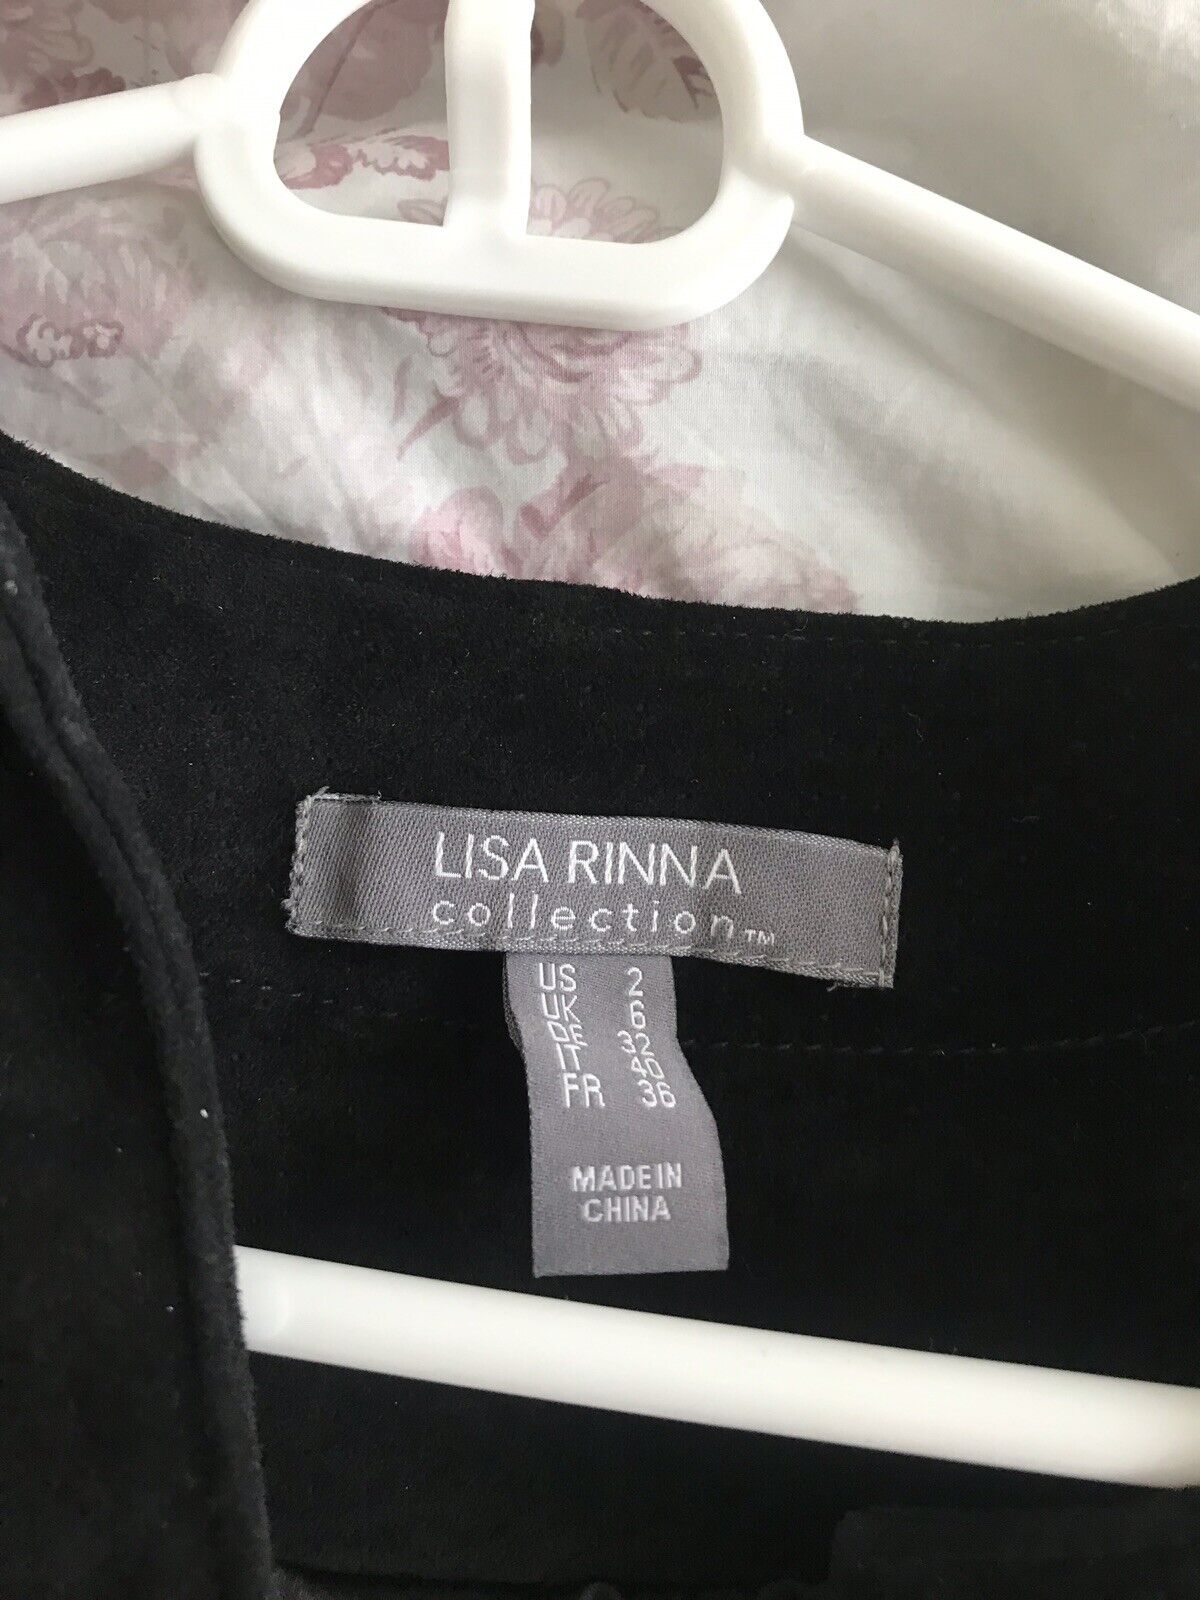 LISA RINNA
collection™
US 2
UK 6
DE 32
IT 40
FR 36
MADE IN
CHINA